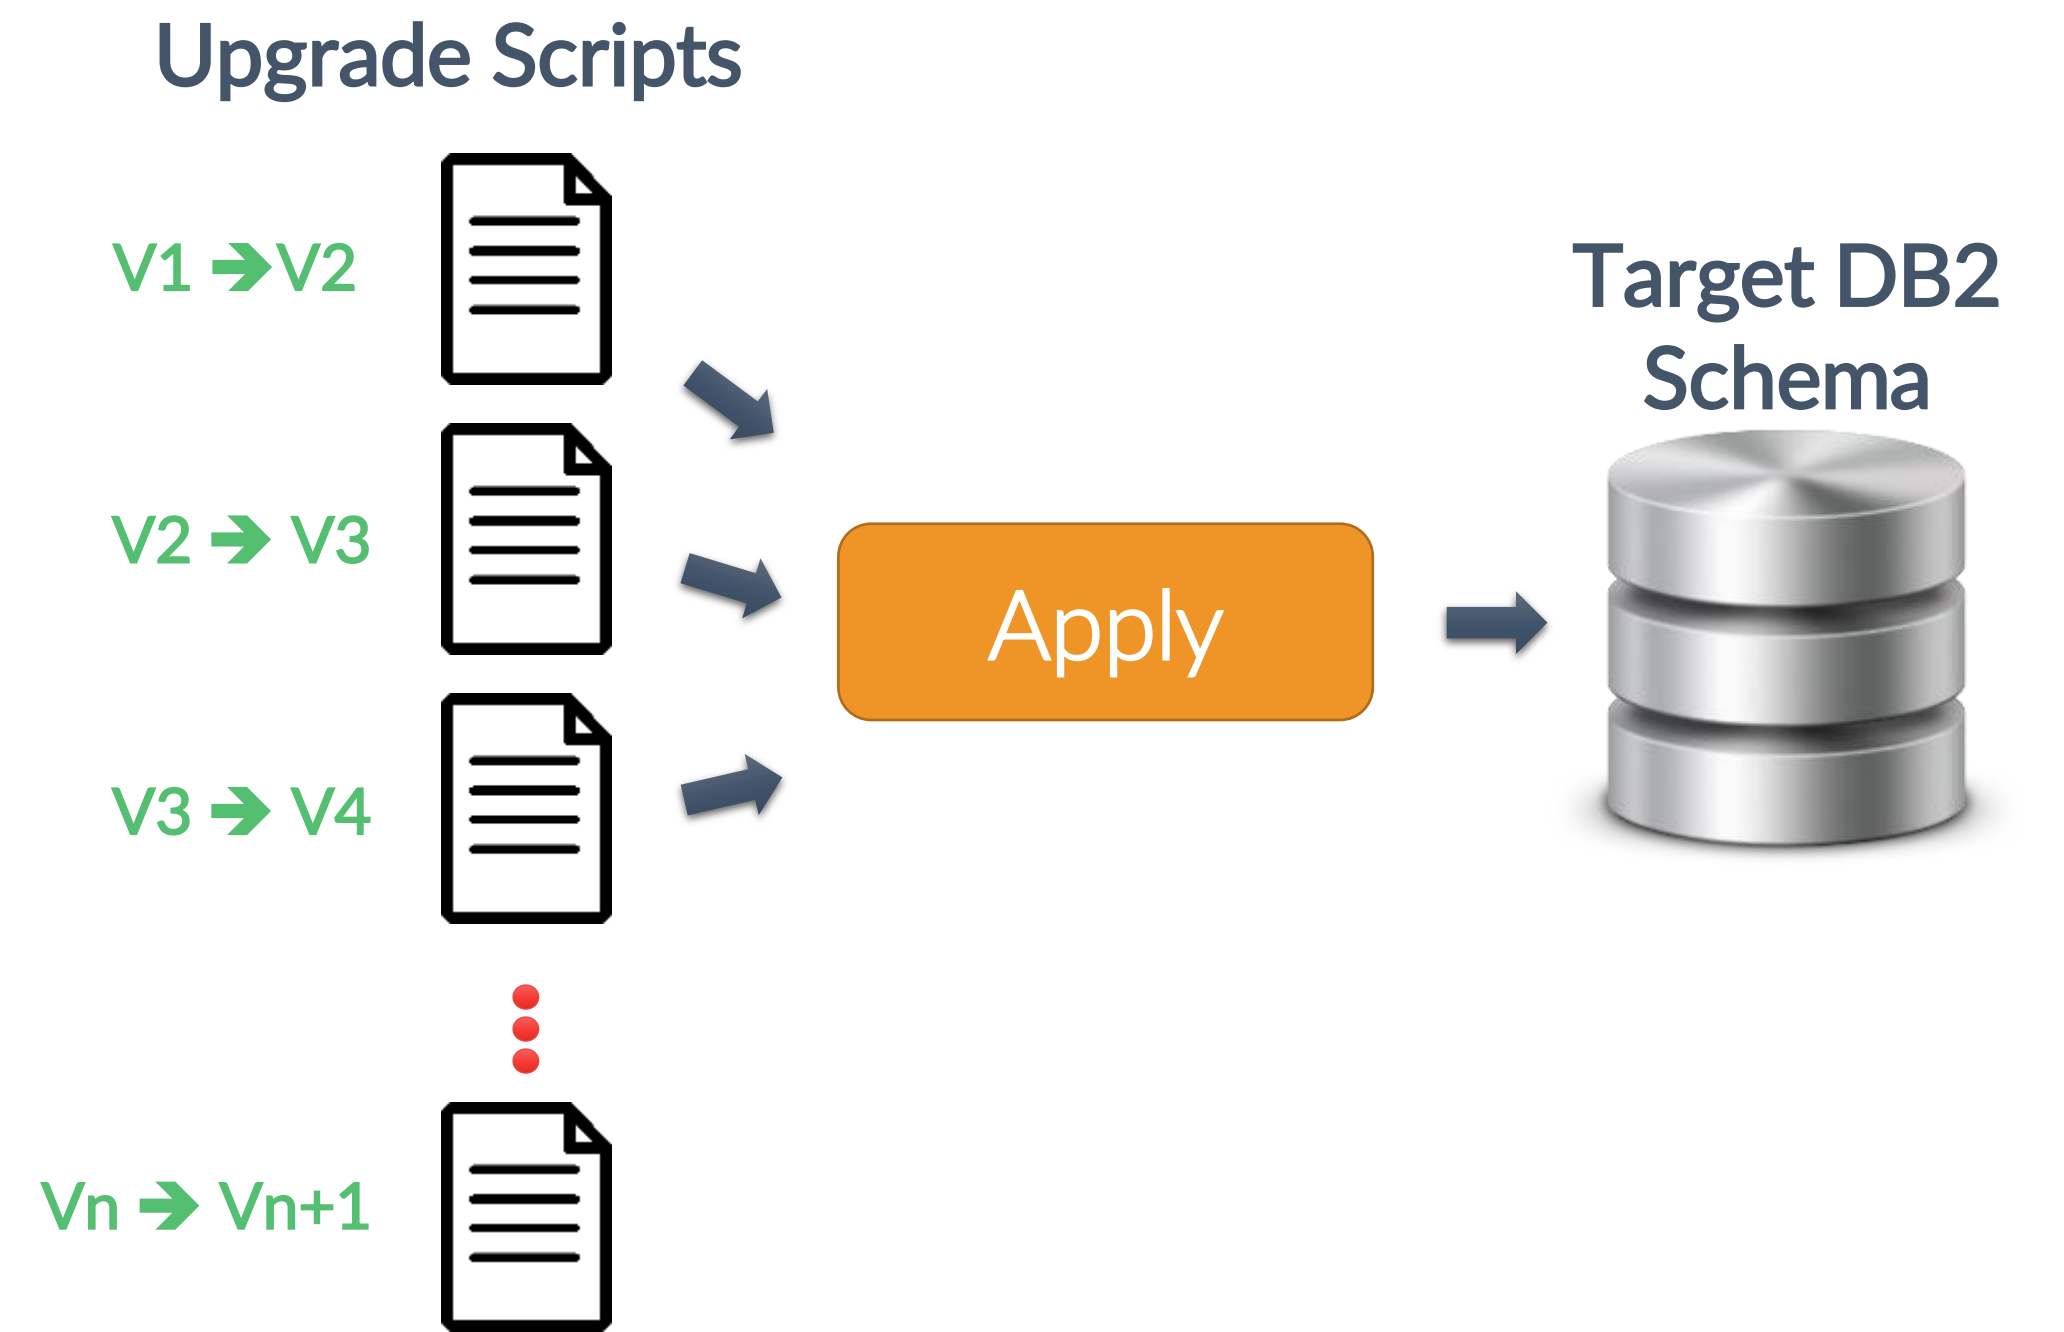 Upgrade Scripts
V1 🡺V2
V2 🡺 V3
V3 🡺 V4
Vn 🡺 Vn+1
Apply
Target DB2
Schema